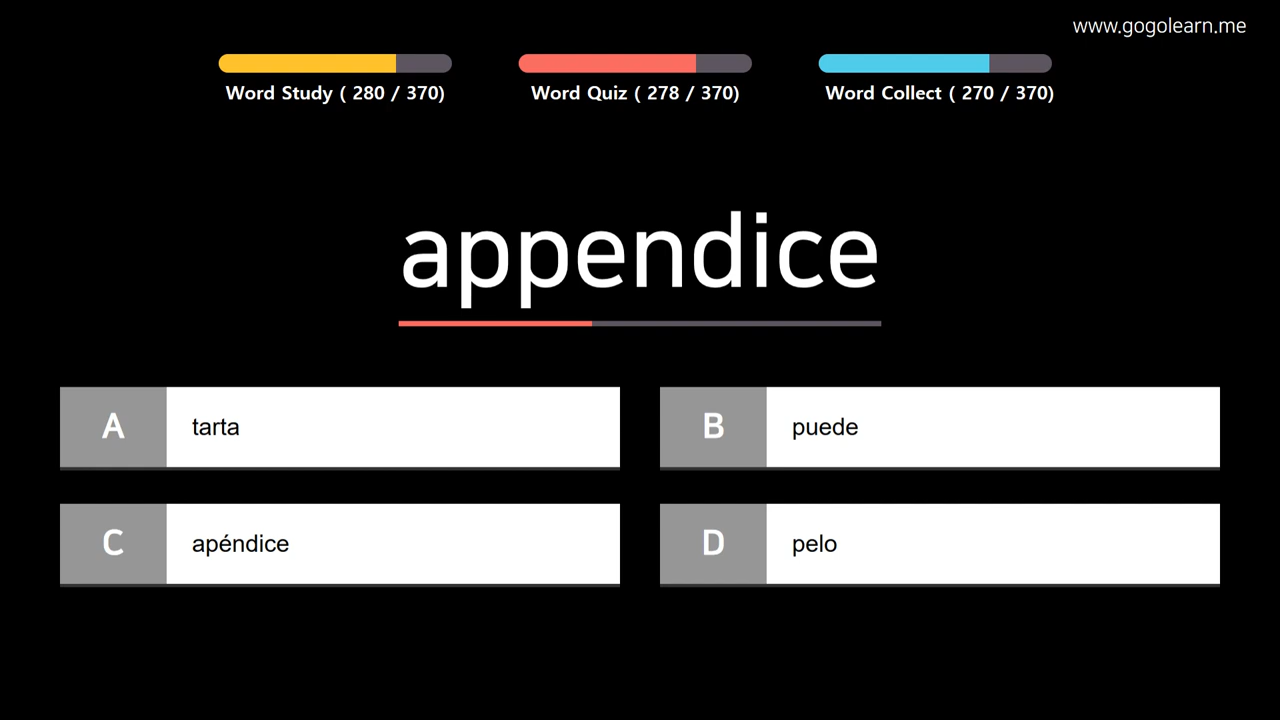 www.gogolearn.me
Word Study ( 280 / 370)
Word Quiz ( 278 / 370)
Word Collect ( 270 / 370)
appendice
A tarta
B puede
C apéndice
D pelo